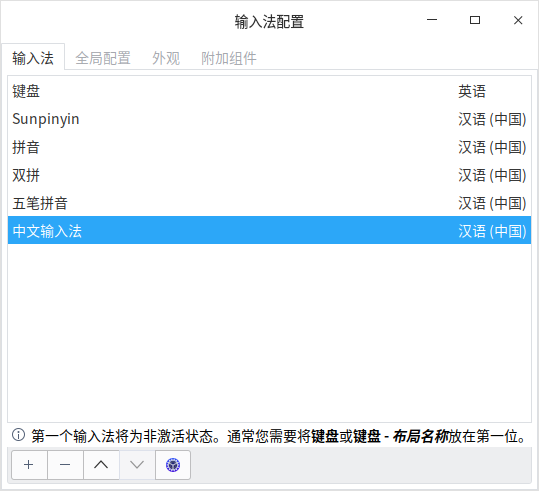 输入法配置
输入法 全局配置 外观 附加组件
键盘 英语
Sunpinyin 汉语 (中国)
拼音 汉语 (中国)
双拼 汉语 (中国)
五笔拼音 汉语 (中国)
中文输入法 汉语 (中国)
第一个输入法将为非激活状态。通常您需要将键盘或键盘 - 布局名称放在第一位。